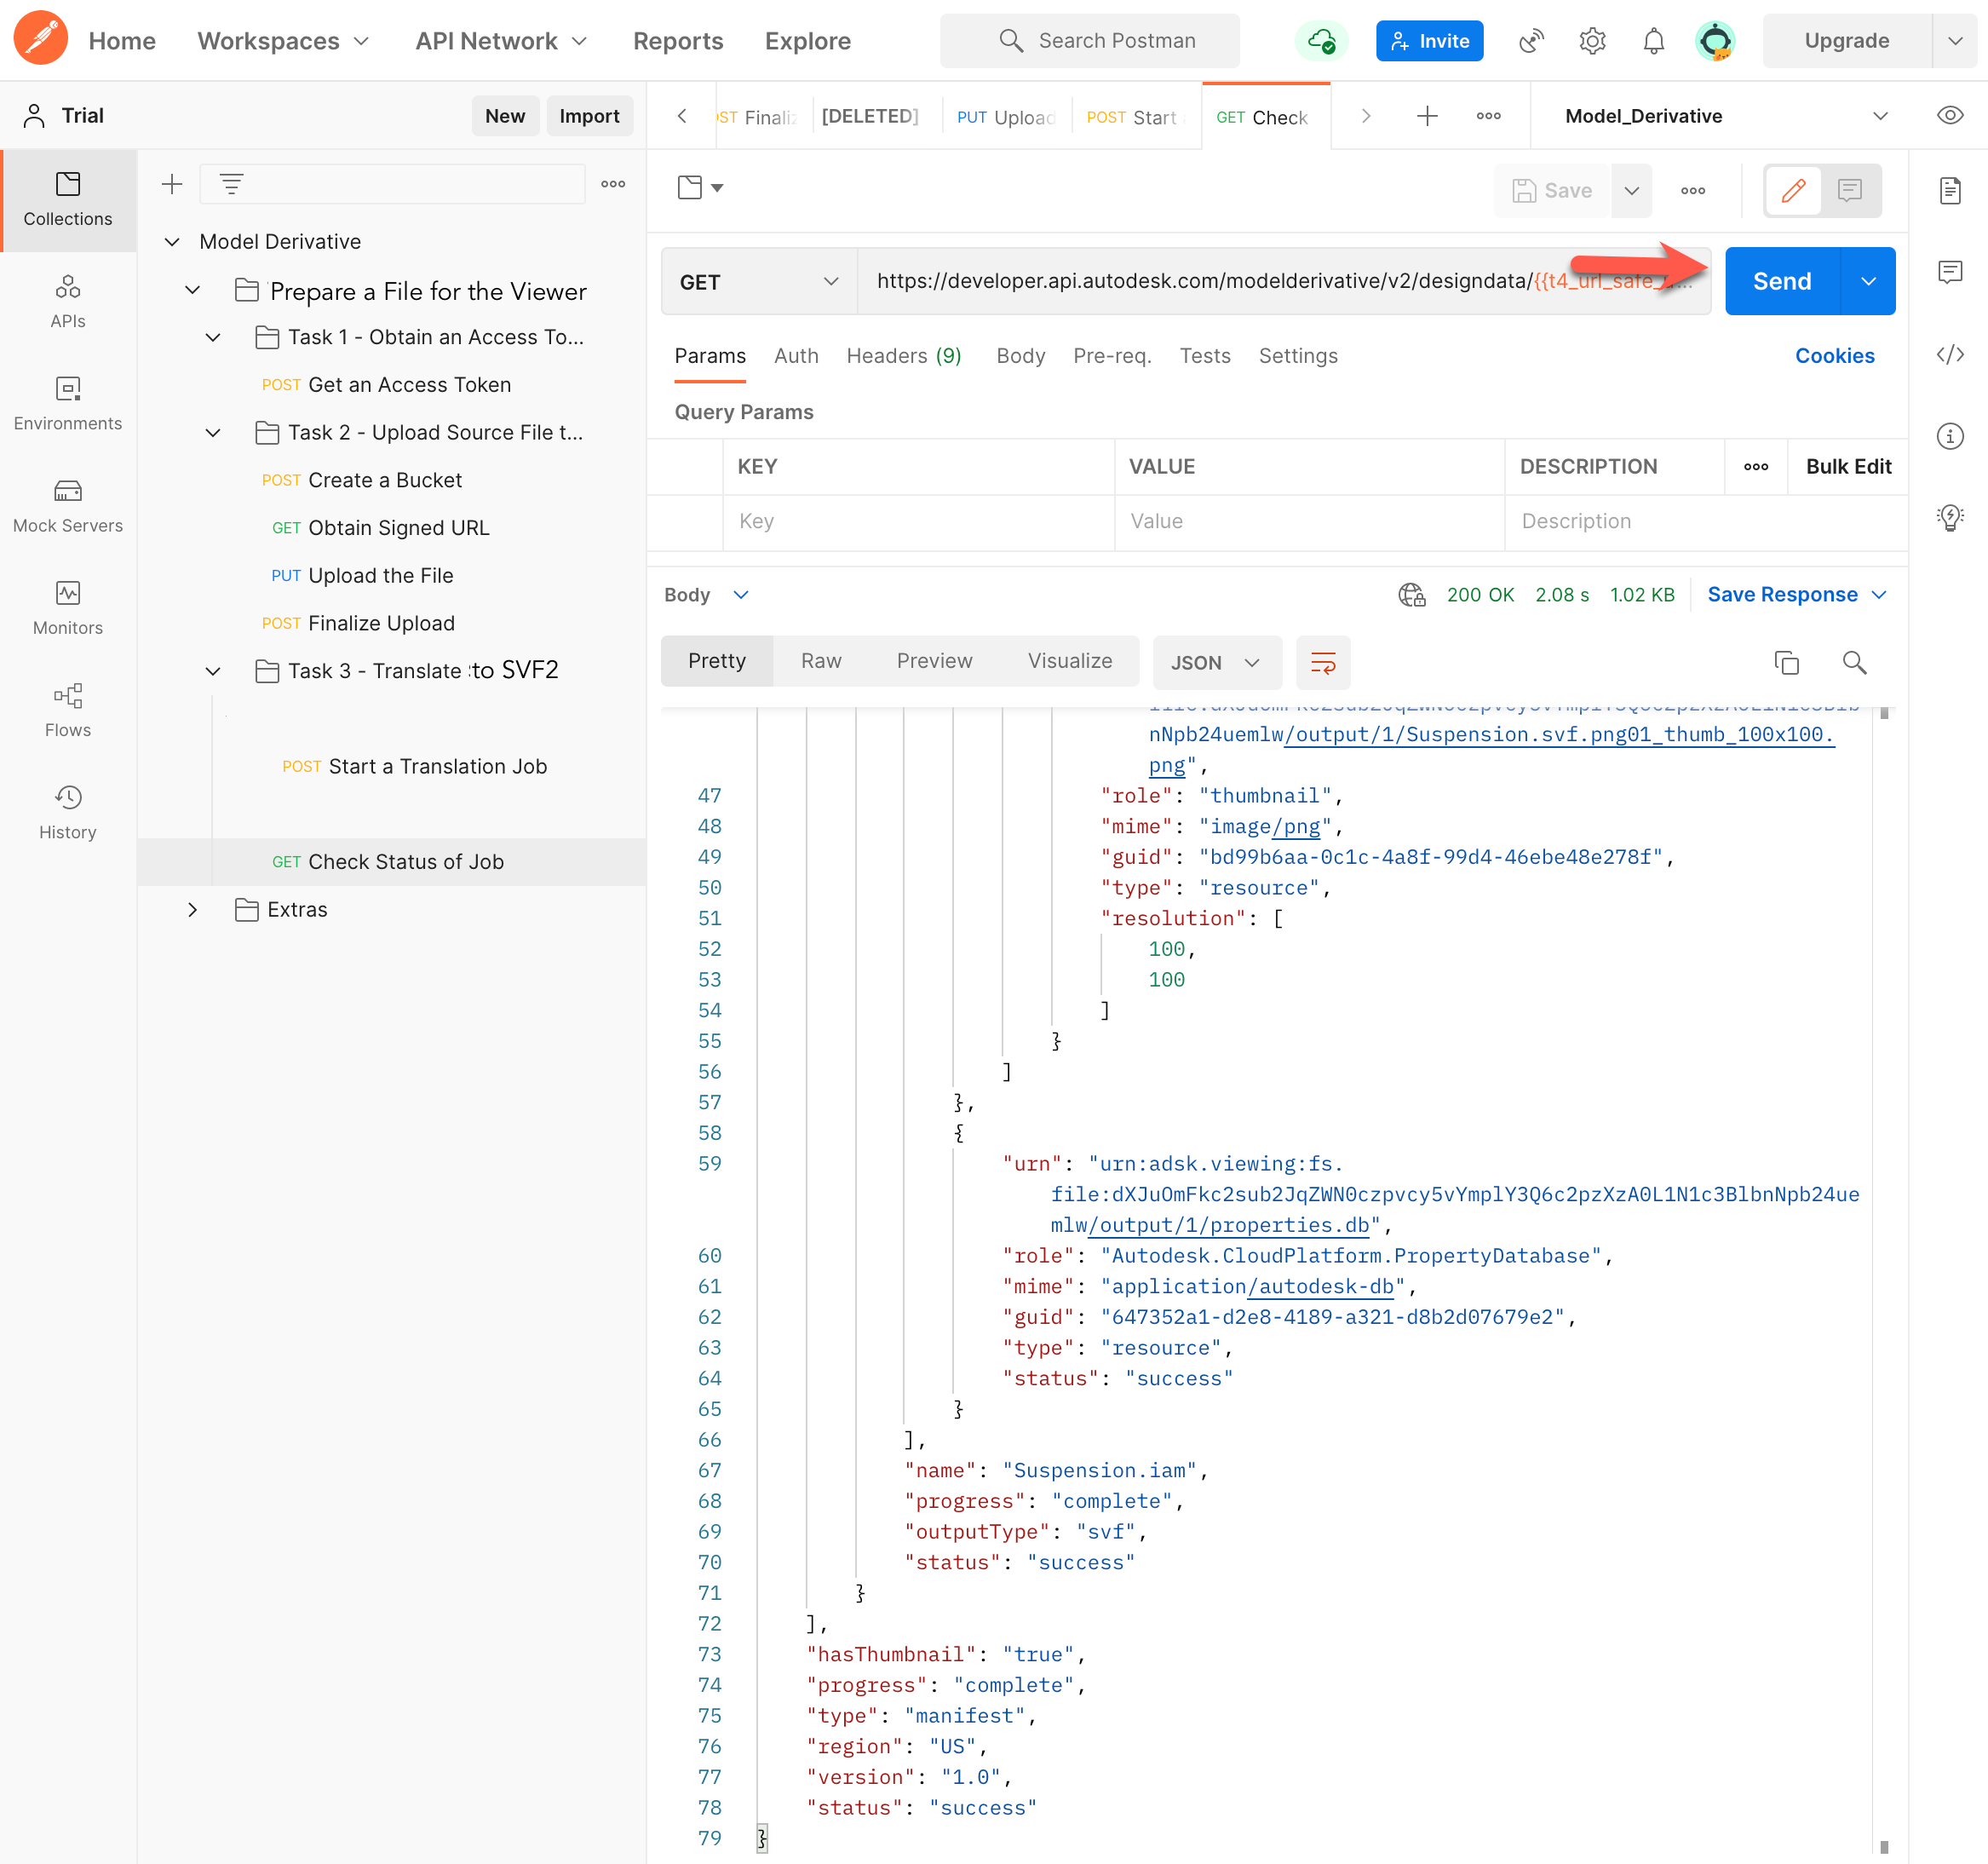 Home Workspaces API Network Reports Explore Search Postman Invite Upgrade
Trial New Import
Finaliz [DELETED] PUT Upload POST Start GET Check Model_Derivative
Collections
APIs
Environments
Mock Servers
Monitors
Flows
History
Model Derivative
Prepare a File for the Viewer
Task 1 - Obtain an Access To...
POST Get an Access Token
Task 2 - Upload Source File t...
POST Create a Bucket
GET Obtain Signed URL
PUT Upload the File
POST Finalize Upload
Task 3 - Translate to SVF2
POST Start a Translation Job
GET Check Status of Job
Extras
Save
GET https://developer.api.autodesk.com/modelderivative/v2/designdata/{{t4_url_safe_ Send
Params Auth Headers (9) Body Pre-req. Tests Settings Cookies
Query Params
KEY VALUE DESCRIPTION Bulk Edit
Key Value Description
Body 200 OK 2.08 s 1.02 KB Save Response
Pretty Raw Preview Visualize JSON
nNpb24uemlw/output/1/Suspension.svf.png01_thumb_100x100.
png",
47 "role": "thumbnail",
48 "mime": "image/png",
49 "guid": "bd99b6aa-0c1c-4a8f-99d4-46ebe48e278f",
50 "type": "resource",
51 "resolution": [
52 100,
53 100
54 ]
55 }
56 ]
57 },
58 {
59 "urn": "urn:adsk.viewing:fs.
file:dXJuOmFkc2sub2JqZWN0czpvcy5vYmplY3Q6c2pzXzA0L1N1c3BlbnNpb24ue
mlw/output/1/properties.db",
60 "role": "Autodesk.CloudPlatform.PropertyDatabase",
61 "mime": "application/autodesk-db",
62 "guid": "647352a1-d2e8-4189-a321-d8b2d07679e2",
63 "type": "resource",
64 "status": "success"
65 }
66 ],
67 "name": "Suspension.iam",
68 "progress": "complete",
69 "outputType": "svf",
70 "status": "success"
71 }
72 ],
73 "hasThumbnail": "true",
74 "progress": "complete",
75 "type": "manifest",
76 "region": "US",
77 "version": "1.0",
78 "status": "success"
79 }